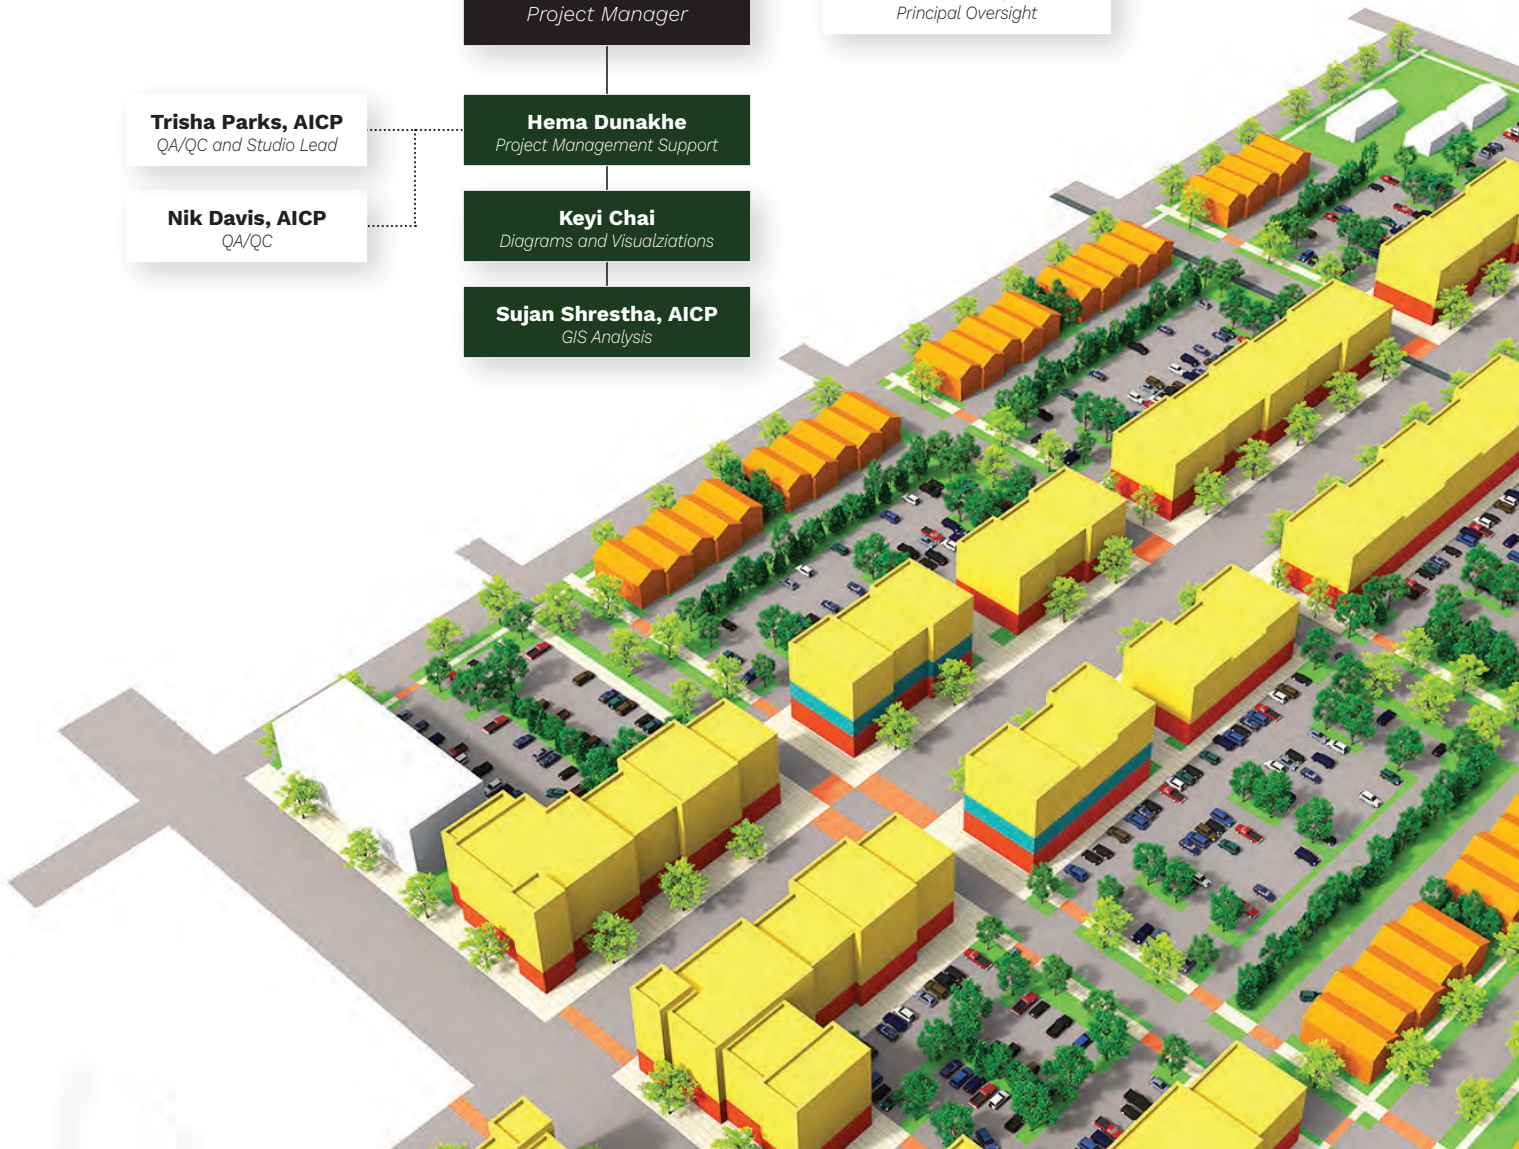 Project Manager
Principal Oversight
Trisha Parks, AICP
QA/QC and Studio Lead
Hema Dunakhe
Project Management Support
Nik Davis, AICP
QA/QC
Keyi Chai
Diagrams and Visualziations
Sujan Shrestha, AICP
GIS Analysis